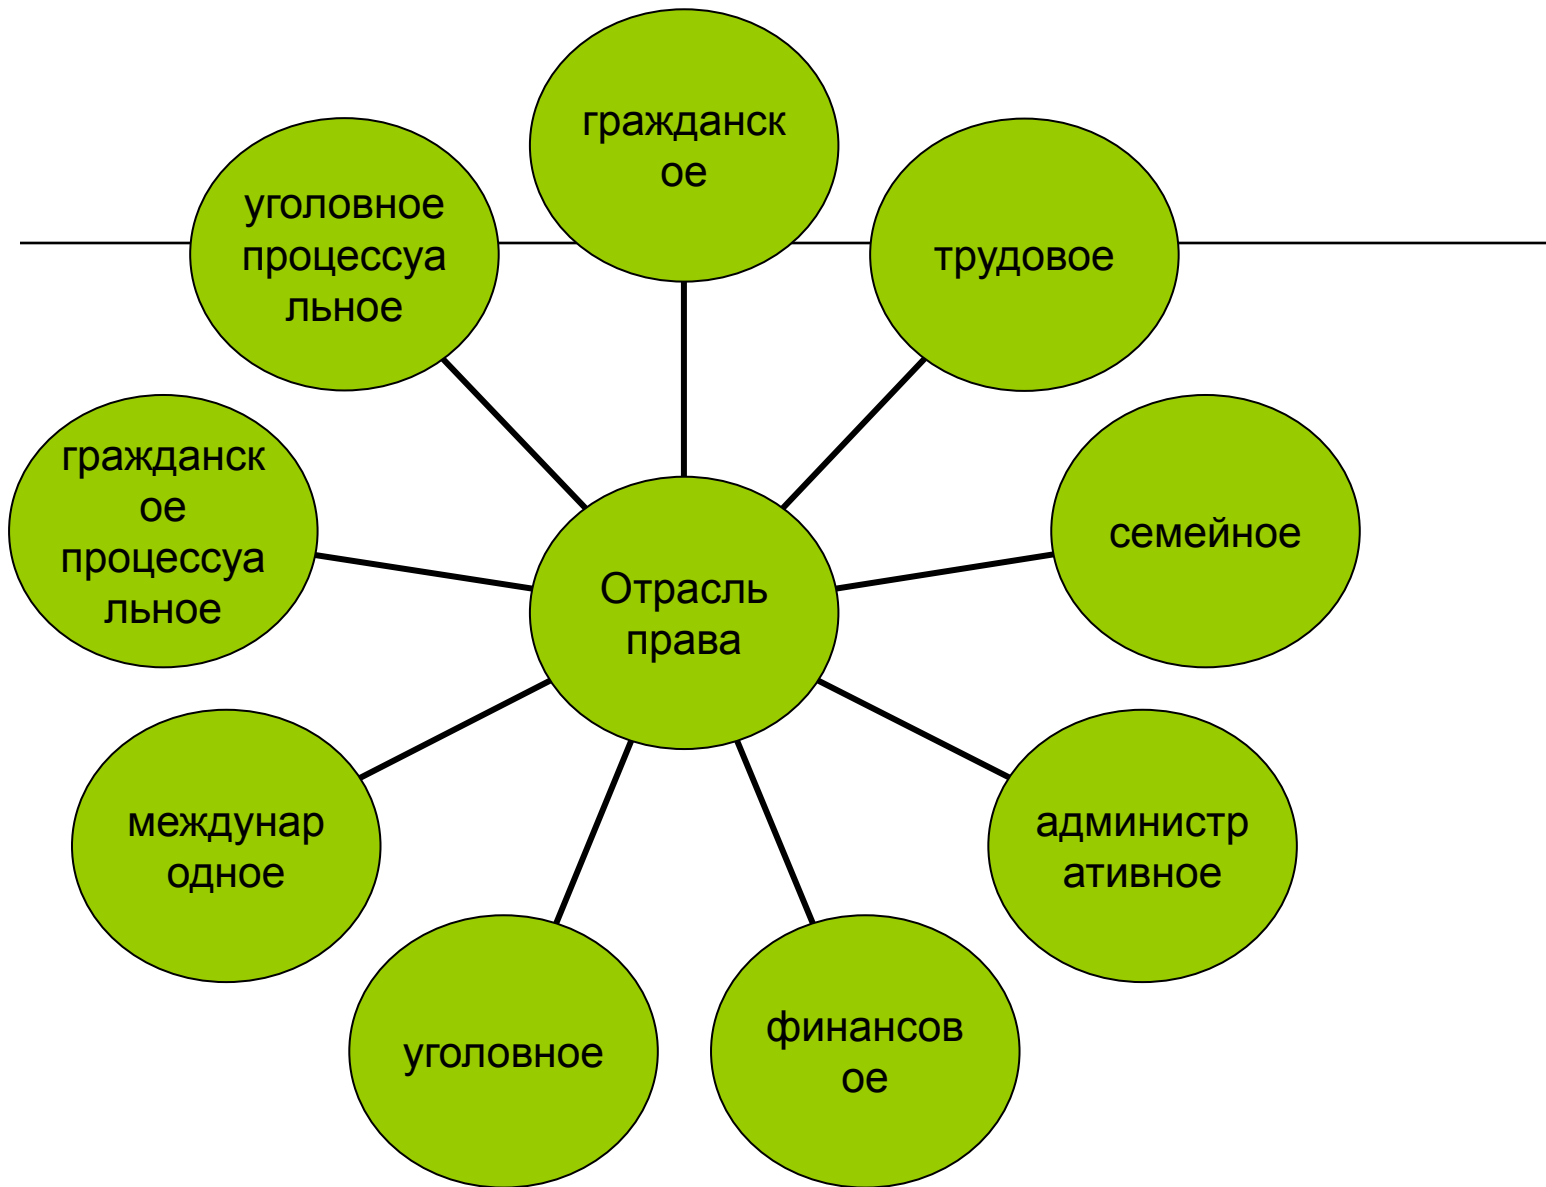 гражданск
ое
уголовное
процессуа
льное
трудовое
гражданск
ое
процессуа
льное
семейное
Отрасль
права
междунар
одное
администр
ативное
уголовное
финансов
ое